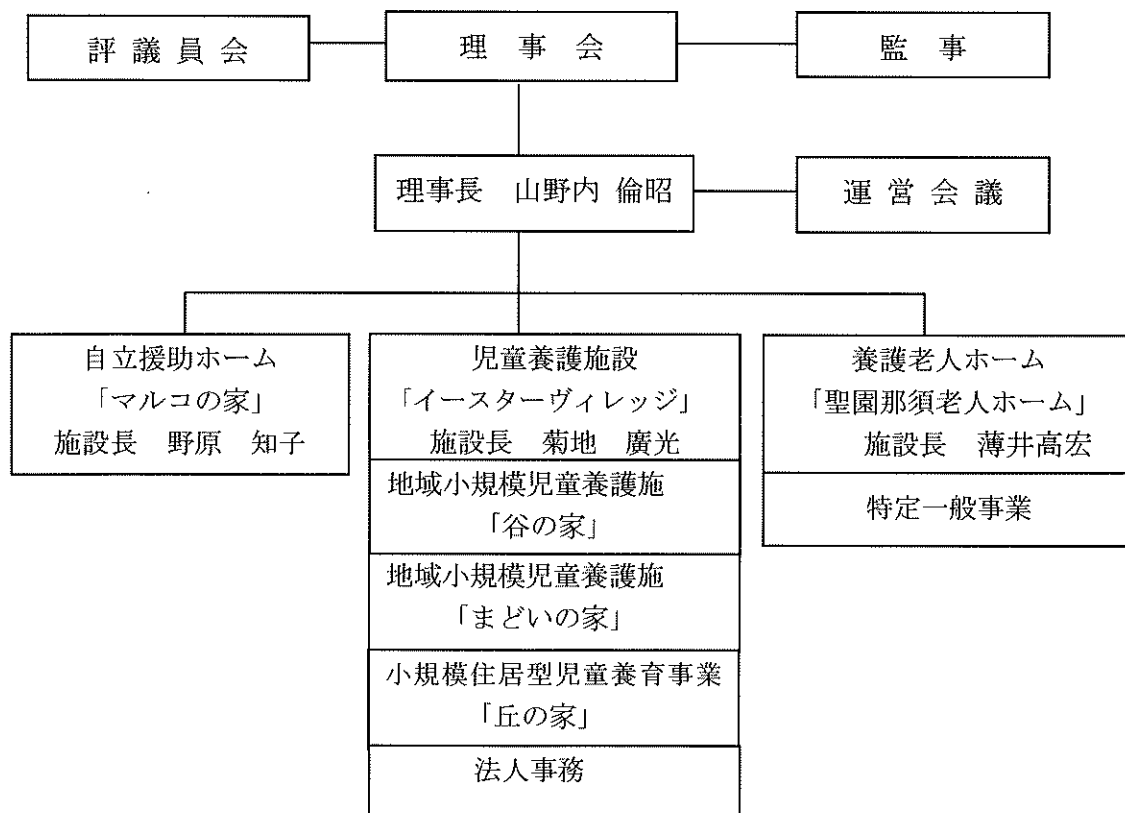 評議員会
理事会
監事
理事長 山野内 倫昭
運営会議
自立援助ホーム
「マルコの家」
施設長 野原 知子
児童養護施設
「イースターヴィレッジ」
施設長 菊地 廣光
地域小規模児童養護施
「谷の家」
地域小規模児童養護施
「まどいの家」
小規模住居型児童養育事業
「丘の家」
法人事務
養護老人ホーム
「聖園那須老人ホーム」
施設長 薄井高宏
特定一般事業